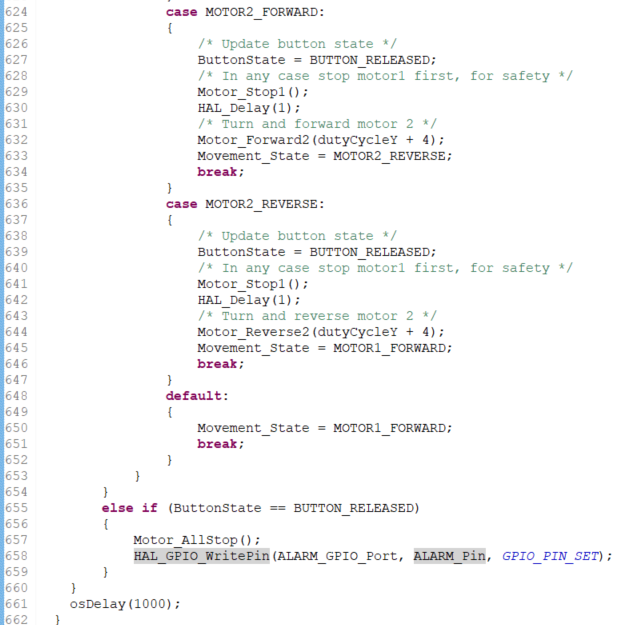 624 case MOTOR2_FORWARD:
625 {
626 /* Update button state */
627 ButtonState = BUTTON_RELEASED;
628 /* In any case stop motor1 first, for safety */
629 Motor_Stop1();
630 HAL_Delay(1);
631 /* Turn and forward motor 2 */
632 Motor_Forward2(dutyCycleY + 4);
633 Movement_State = MOTOR2_REVERSE;
634 break;
635 }
636 case MOTOR2_REVERSE:
637 {
638 /* Update button state */
639 ButtonState = BUTTON_RELEASED;
640 /* In any case stop motor1 first, for safety */
641 Motor_Stop1();
642 HAL_Delay(1);
643 /* Turn and reverse motor 2 */
644 Motor_Reverse2(dutyCycleY + 4);
645 Movement_State = MOTOR1_FORWARD;
646 break;
647 }
648 default:
649 {
650 Movement_State = MOTOR1_FORWARD;
651 break;
652 }
653 }
654 }
655 else if (ButtonState == BUTTON_RELEASED)
656 {
657 Motor_AllStop();
658 HAL_GPIO_WritePin(ALARM_GPIO_Port, ALARM_Pin, GPIO_PIN_SET);
659 }
660 }
661 osDelay(1000);
662 }